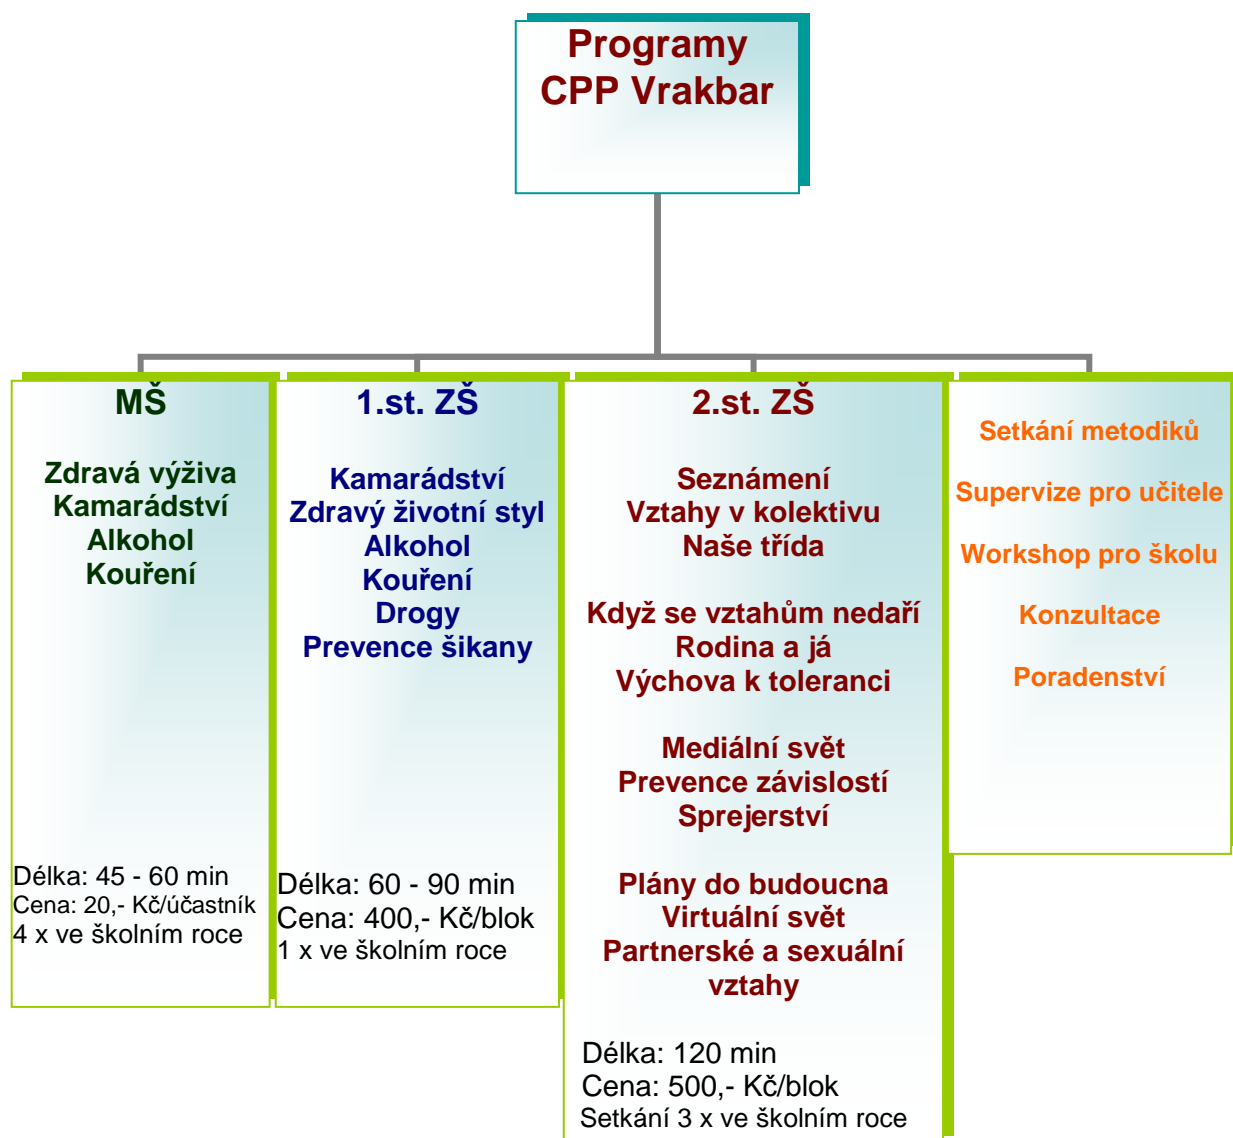 Programy
CPP Vrakbar
MŠ
Zdravá výživa
Kamarádství
Alkohol
Kouření
Délka: 45 - 60 min
Cena: 20,- Kč/účastník
4 x ve školním roce
1.st. ZŠ
Kamarádství
Zdravý životní styl
Alkohol
Kouření
Drogy
Prevence šikany
Délka: 60 - 90 min
Cena: 400,- Kč/blok
1 x ve školním roce
2.st. ZŠ
Seznámení
Vztahy v kolektivu
Naše třída
Když se vztahům nedaří
Rodina a já
Výchova k toleranci
Mediální svět
Prevence závislostí
Sprejerství
Plány do budoucna
Virtuální svět
Partnerské a sexuální
vztahy
Délka: 120 min
Cena: 500,- Kč/blok
Setkání 3 x ve školním roce
Setkání metodiků
Supervize pro učitele
Workshop pro školu
Konzultace
Poradenství